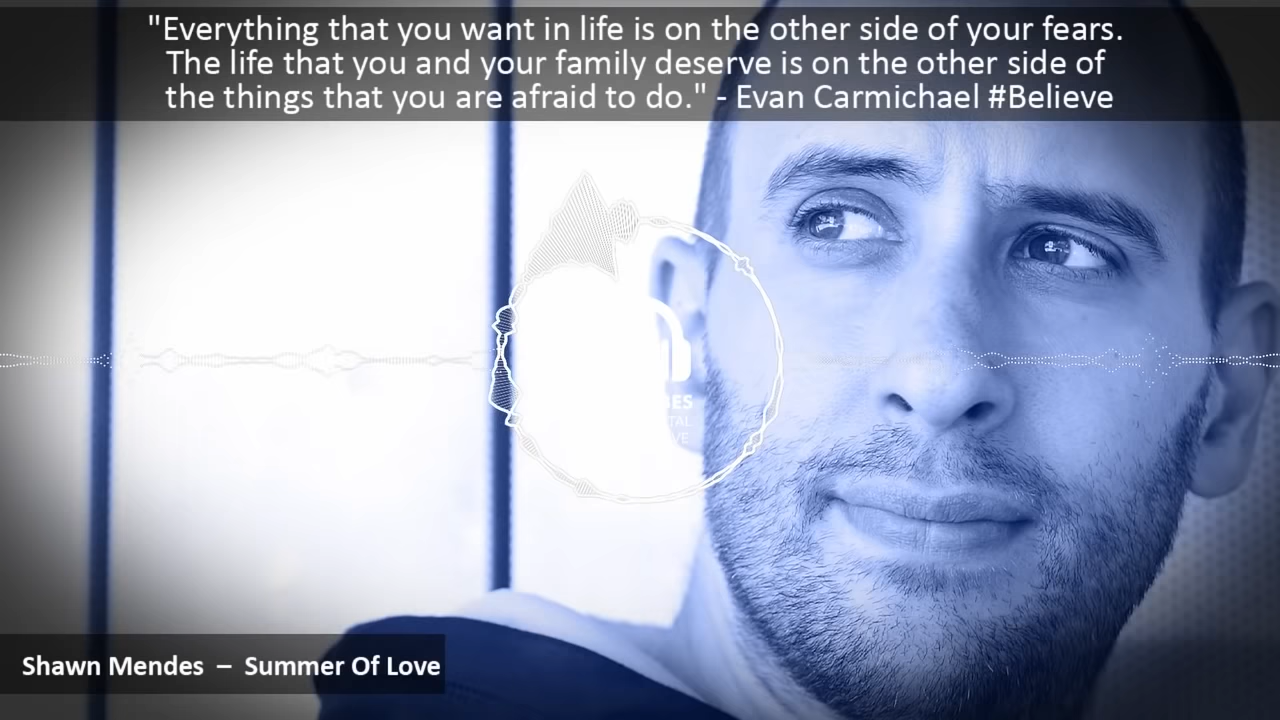 "Everything that you want in life is on the other side of your fears.
The life that you and your family deserve is on the other side of
the things that you are afraid to do." - Evan Carmichael #Believe
Shawn Mendes – Summer Of Love